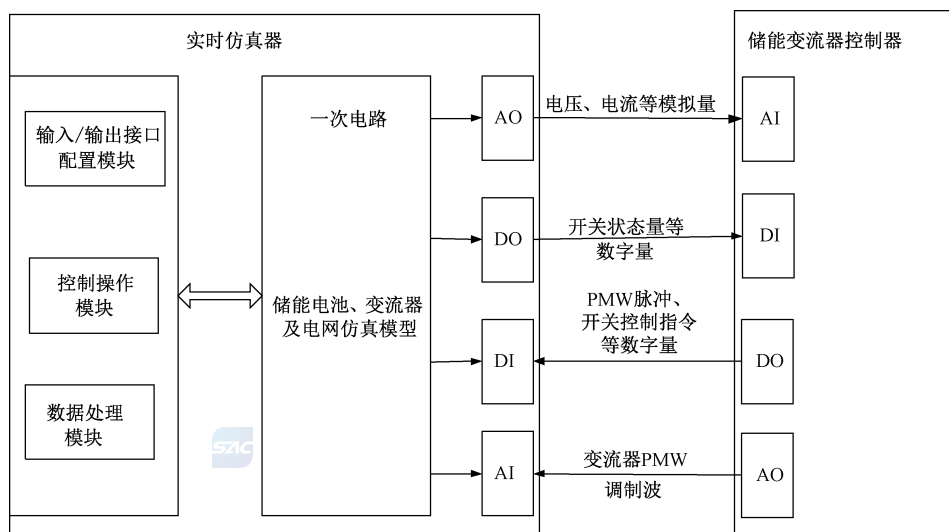 实时仿真器
储能变流器控制器
输入/输出接口
配置模块
控制操作
模块
数据处理
模块
一次电路
储能电池、变流器
及电网仿真模型
AO
DO
DI
AI
电压、电流等模拟量
开关状态量等
数字量
PMW脉冲、
开关控制指令
等数字量
变流器PMW
调制波
AI
DI
DO
AO
SAC